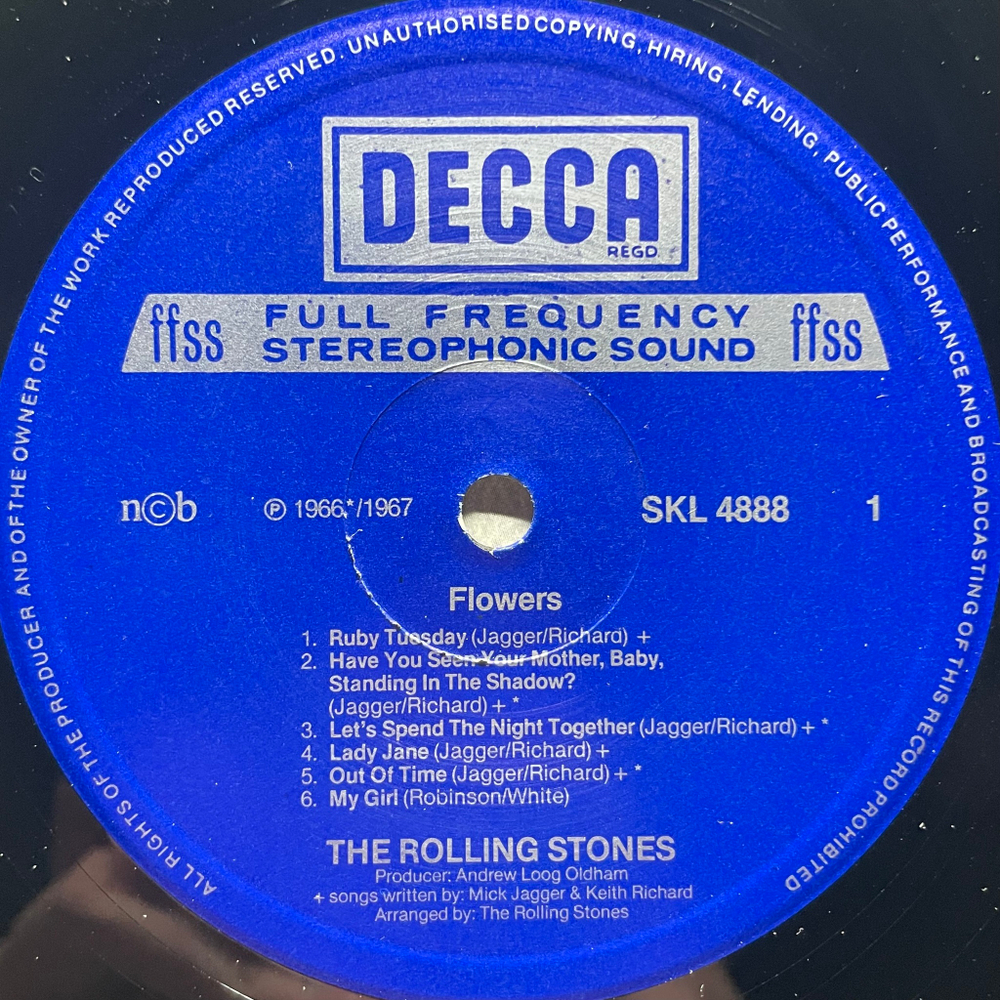 ALL RIGHTS OF THE PRODUCER AND OF THE OWNER OF THE WORK REPRODUCED RESERVED. UNAUTHORISED COPYING, HIRING, LENDING, PUBLIC PERFORMANCE AND BROADCASTING OF THIS RECORD PROHIBITED
DECCA
REGD.
ffss FULL FREQUENCY ffss
STEREOPHONIC SOUND
n©b ℗ 1966*/1967 SKL 4888 1
Flowers
1. Ruby Tuesday (Jagger/Richard) +
2. Have You Seen Your Mother, Baby,
Standing In The Shadow?
(Jagger/Richard) + *
3. Let's Spend The Night Together (Jagger/Richard) + *
4. Lady Jane (Jagger/Richard) +
5. Out Of Time (Jagger/Richard) + *
6. My Girl (Robinson/White)
THE ROLLING STONES
Producer: Andrew Loog Oldham
+ songs written by: Mick Jagger & Keith Richard
Arranged by: The Rolling Stones